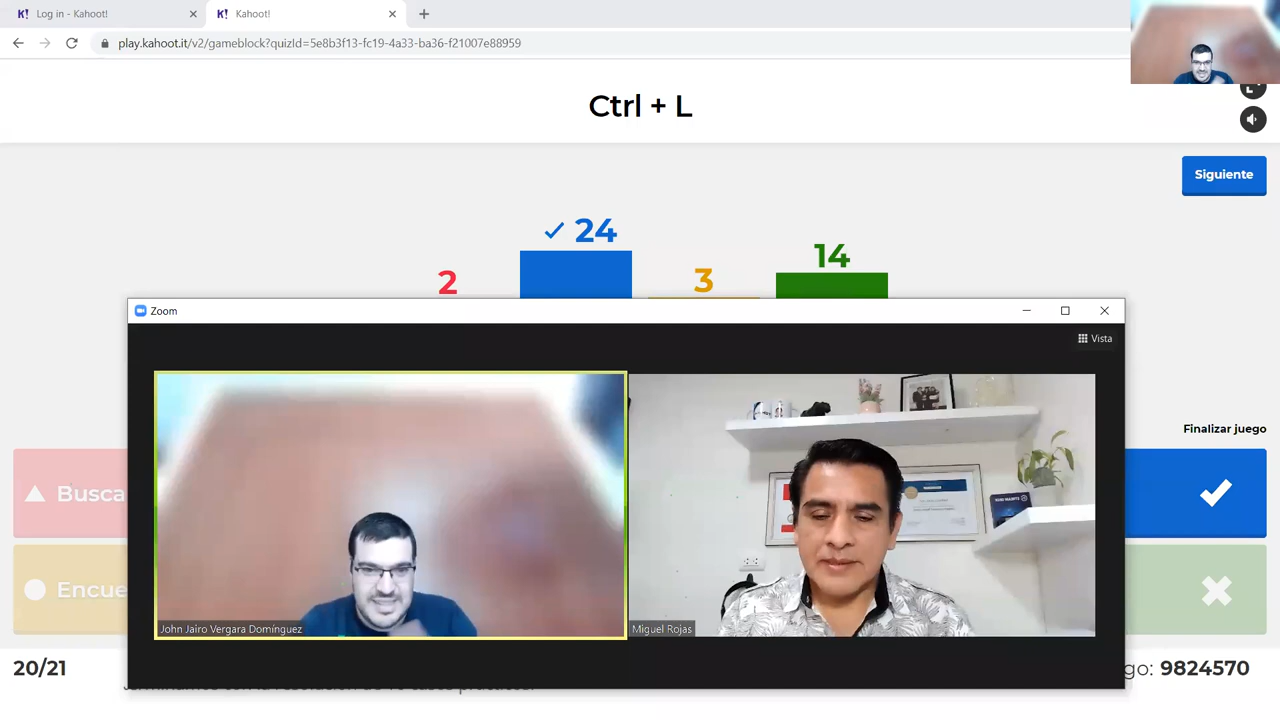 Log in - Kahoot!
Kahoot!
play.kahoot.it/v2/gameblock?quizId=5e8b3f13-fc19-4a33-ba36-f21007e88959
Ctrl + L
Siguiente
2
24
3
14
Zoom
Vista
Finalizar juego
Busca
Encue
John Jairo Vergara Domínguez
Miguel Rojas
20/21
go: 9824570